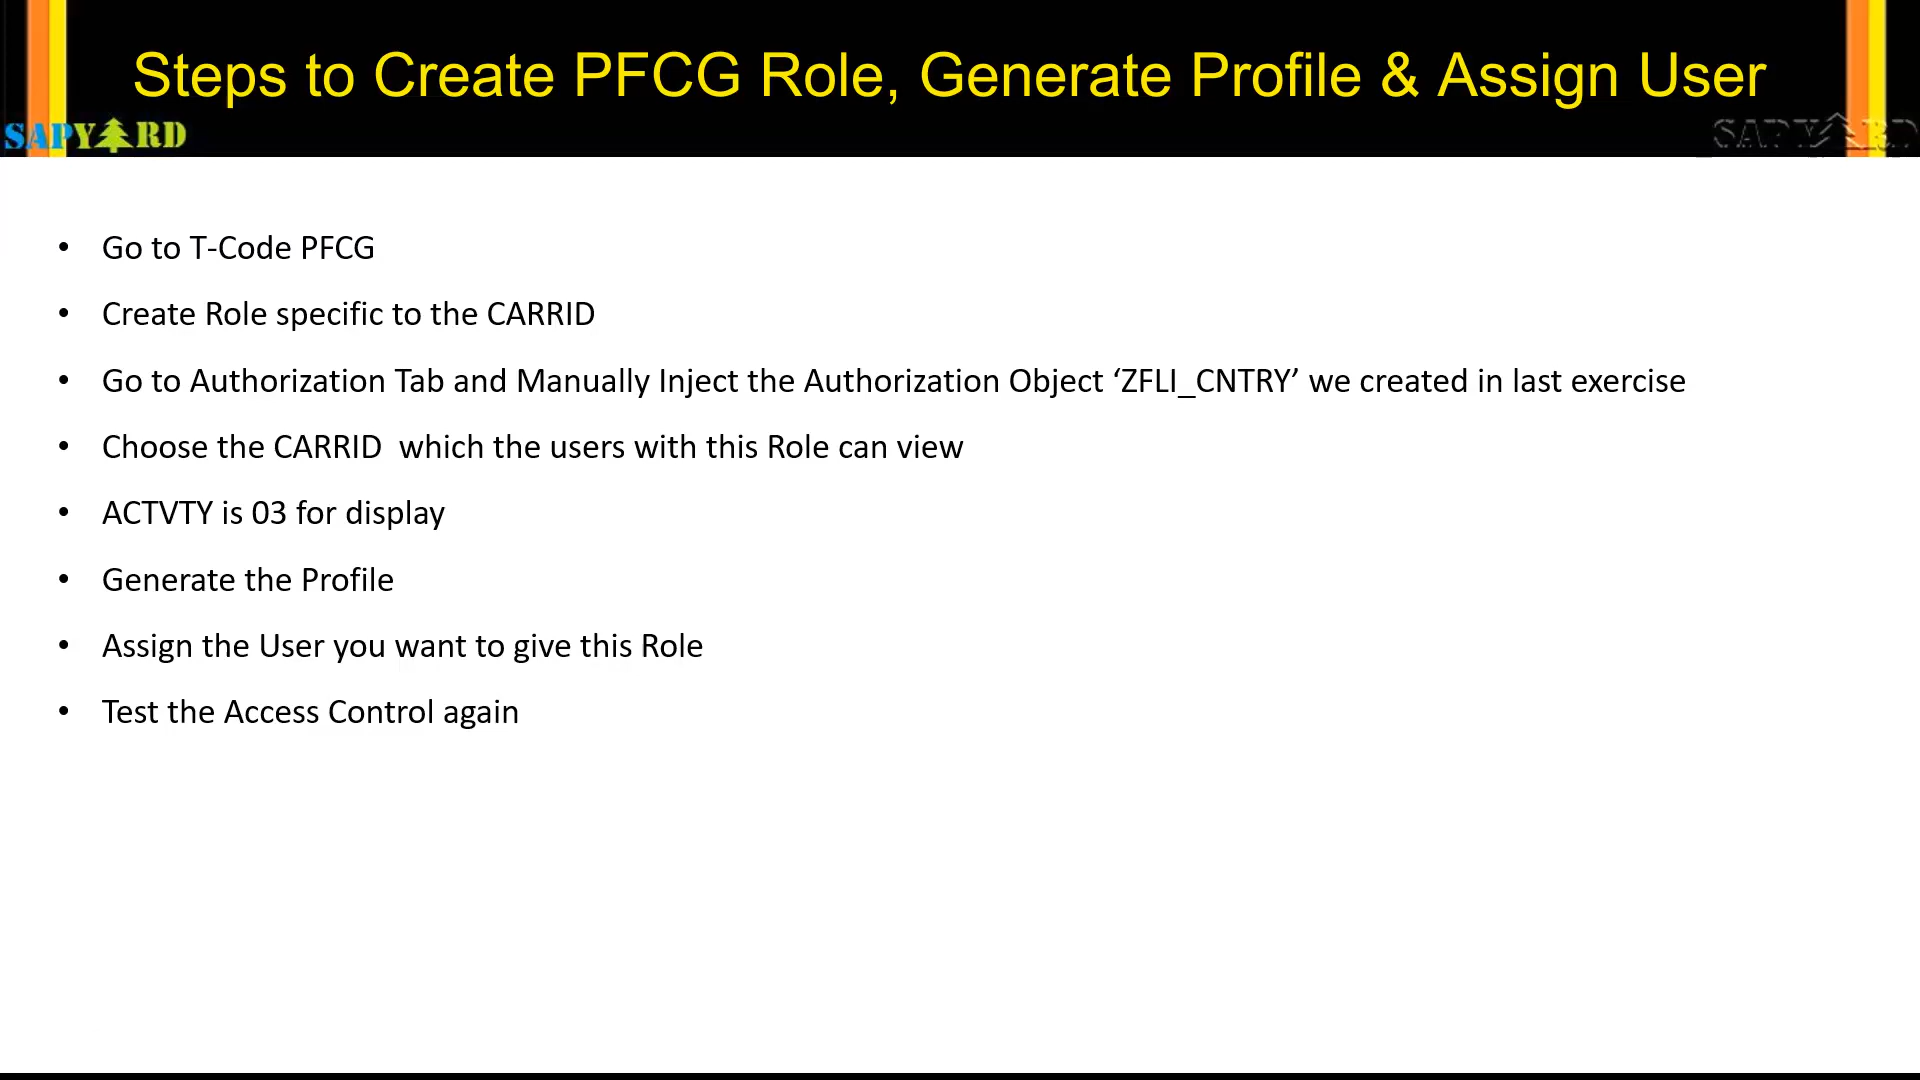 Steps to Create PFCG Role, Generate Profile & Assign User
SAPYARD
SAPYARD
• Go to T-Code PFCG
• Create Role specific to the CARRID
• Go to Authorization Tab and Manually Inject the Authorization Object ‘ZFLI_CNTRY’ we created in last exercise
• Choose the CARRID  which the users with this Role can view
• ACTVTY is 03 for display
• Generate the Profile
• Assign the User you want to give this Role
• Test the Access Control again